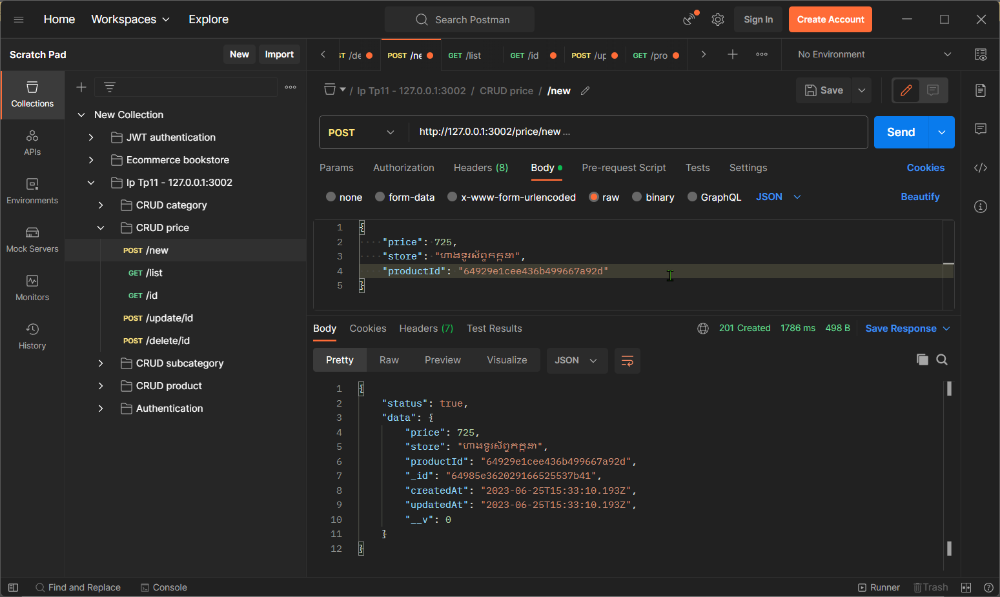 Home Workspaces Explore
Search Postman
Sign In Create Account
Scratch Pad New Import
ST /de POST /ne GET /list GET /id POST /up GET /pro
No Environment
Collections
APIs
Environments
Mock Servers
Monitors
History
New Collection
JWT authentication
Ecommerce bookstore
Ip Tp11 - 127.0.0.1:3002
CRUD category
CRUD price
POST /new
GET /list
GET /id
POST /update/id
POST /delete/id
CRUD subcategory
CRUD product
Authentication
/ Ip Tp11 - 127.0.0.1:3002 / CRUD price / /new
Save
POST http://127.0.0.1:3002/price/new ...
Send
Params Authorization Headers (8) Body Pre-request Script Tests Settings Cookies
none form-data x-www-form-urlencoded raw binary GraphQL JSON Beautify
1 {
2 "price": 725,
3 "store": "ហាងទូរស័ព្ទកក្កដា",
4 "productId": "64929e1cee436b499667a92d"
5 }
Body Cookies Headers (7) Test Results 201 Created 1786 ms 498 B Save Response
Pretty Raw Preview Visualize JSON
1 {
2 "status": true,
3 "data": {
4 "price": 725,
5 "store": "ហាងទូរស័ព្ទកក្កដា",
6 "productId": "64929e1cee436b499667a92d",
7 "_id": "64985e362029166525537b41",
8 "createdAt": "2023-06-25T15:33:10.193Z",
9 "updatedAt": "2023-06-25T15:33:10.193Z",
10 "__v": 0
11 }
12 }
Find and Replace Console Runner Trash